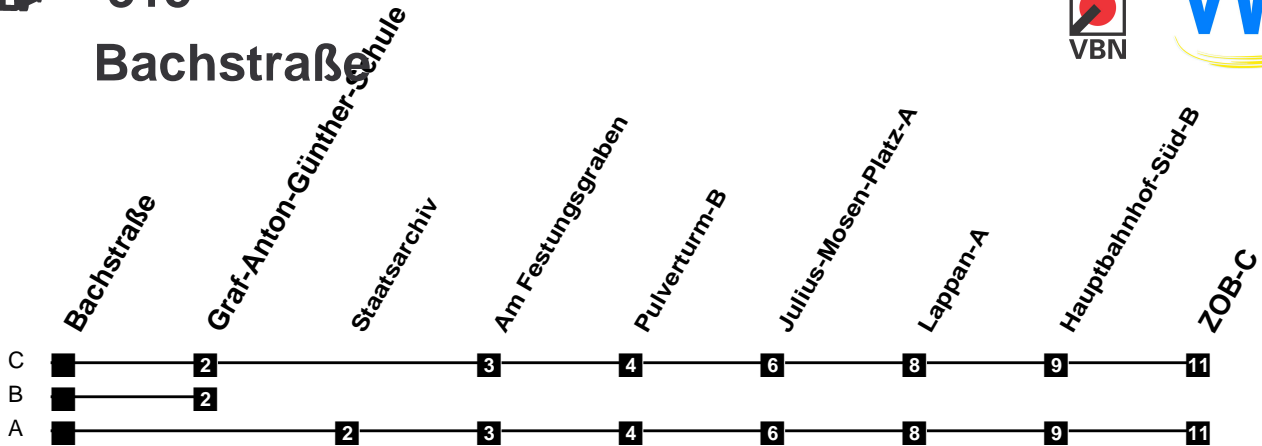 Bachstraße
VBN
Bachstraße
Graf-Anton-Günther-Schule
Staatsarchiv
Am Festungsgraben
Pulverturm-B
Julius-Mosen-Platz-A
Lappan-A
Hauptbahnhof-Süd-B
ZOB-C
C 2 3 4 6 8 9 11
B 2
A 2 3 4 6 8 9 11